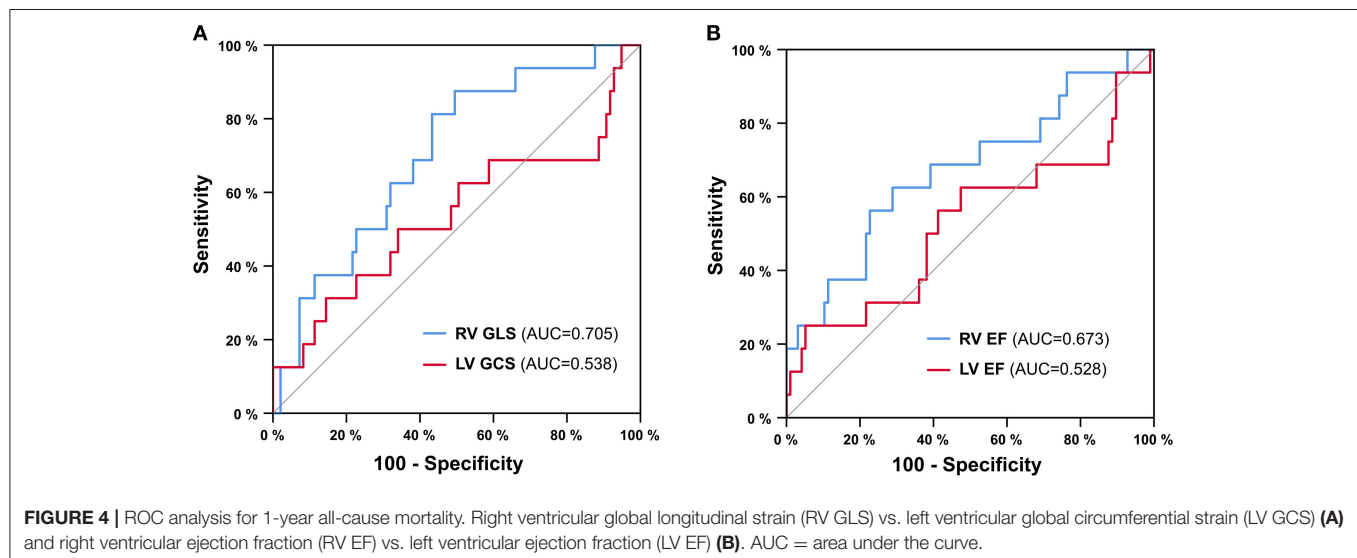 A
100 %
80 %
60 %
40 %
20 %
0 %
Sensitivity
RV GLS (AUC=0.705)
LV GCS (AUC=0.538)
0 % 20 % 40 % 60 % 80 % 100 %
100 - Specificity
B
100 %
80 %
60 %
40 %
20 %
0 %
Sensitivity
RV EF (AUC=0.673)
LV EF (AUC=0.528)
0 % 20 % 40 % 60 % 80 % 100 %
100 - Specificity
FIGURE 4 | ROC analysis for 1-year all-cause mortality. Right ventricular global longitudinal strain (RV GLS) vs. left ventricular global circumferential strain (LV GCS) (A)
and right ventricular ejection fraction (RV EF) vs. left ventricular ejection fraction (LV EF) (B). AUC = area under the curve.